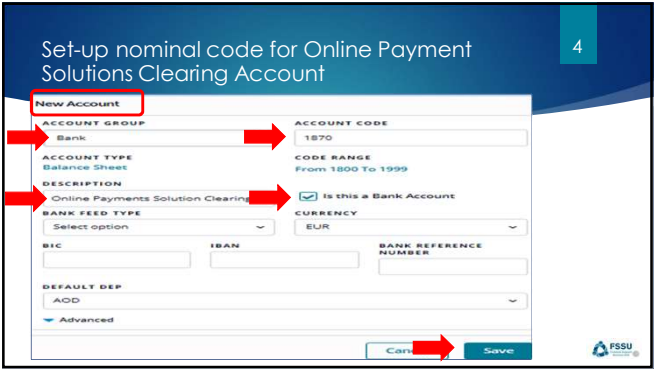 Set-up nominal code for Online Payment
Solutions Clearing Account
4
New Account
ACCOUNT GROUP
Bank
ACCOUNT CODE
1870
ACCOUNT TYPE
Balance Sheet
CODE RANGE
From 1800 To 1999
DESCRIPTION
Online Payments Solution Clearing
Is this a Bank Account
BANK FEED TYPE
Select option
CURRENCY
EUR
BIC
IBAN
BANK REFERENCE
NUMBER
DEFAULT DEP
AOD
Advanced
Save
FSSU